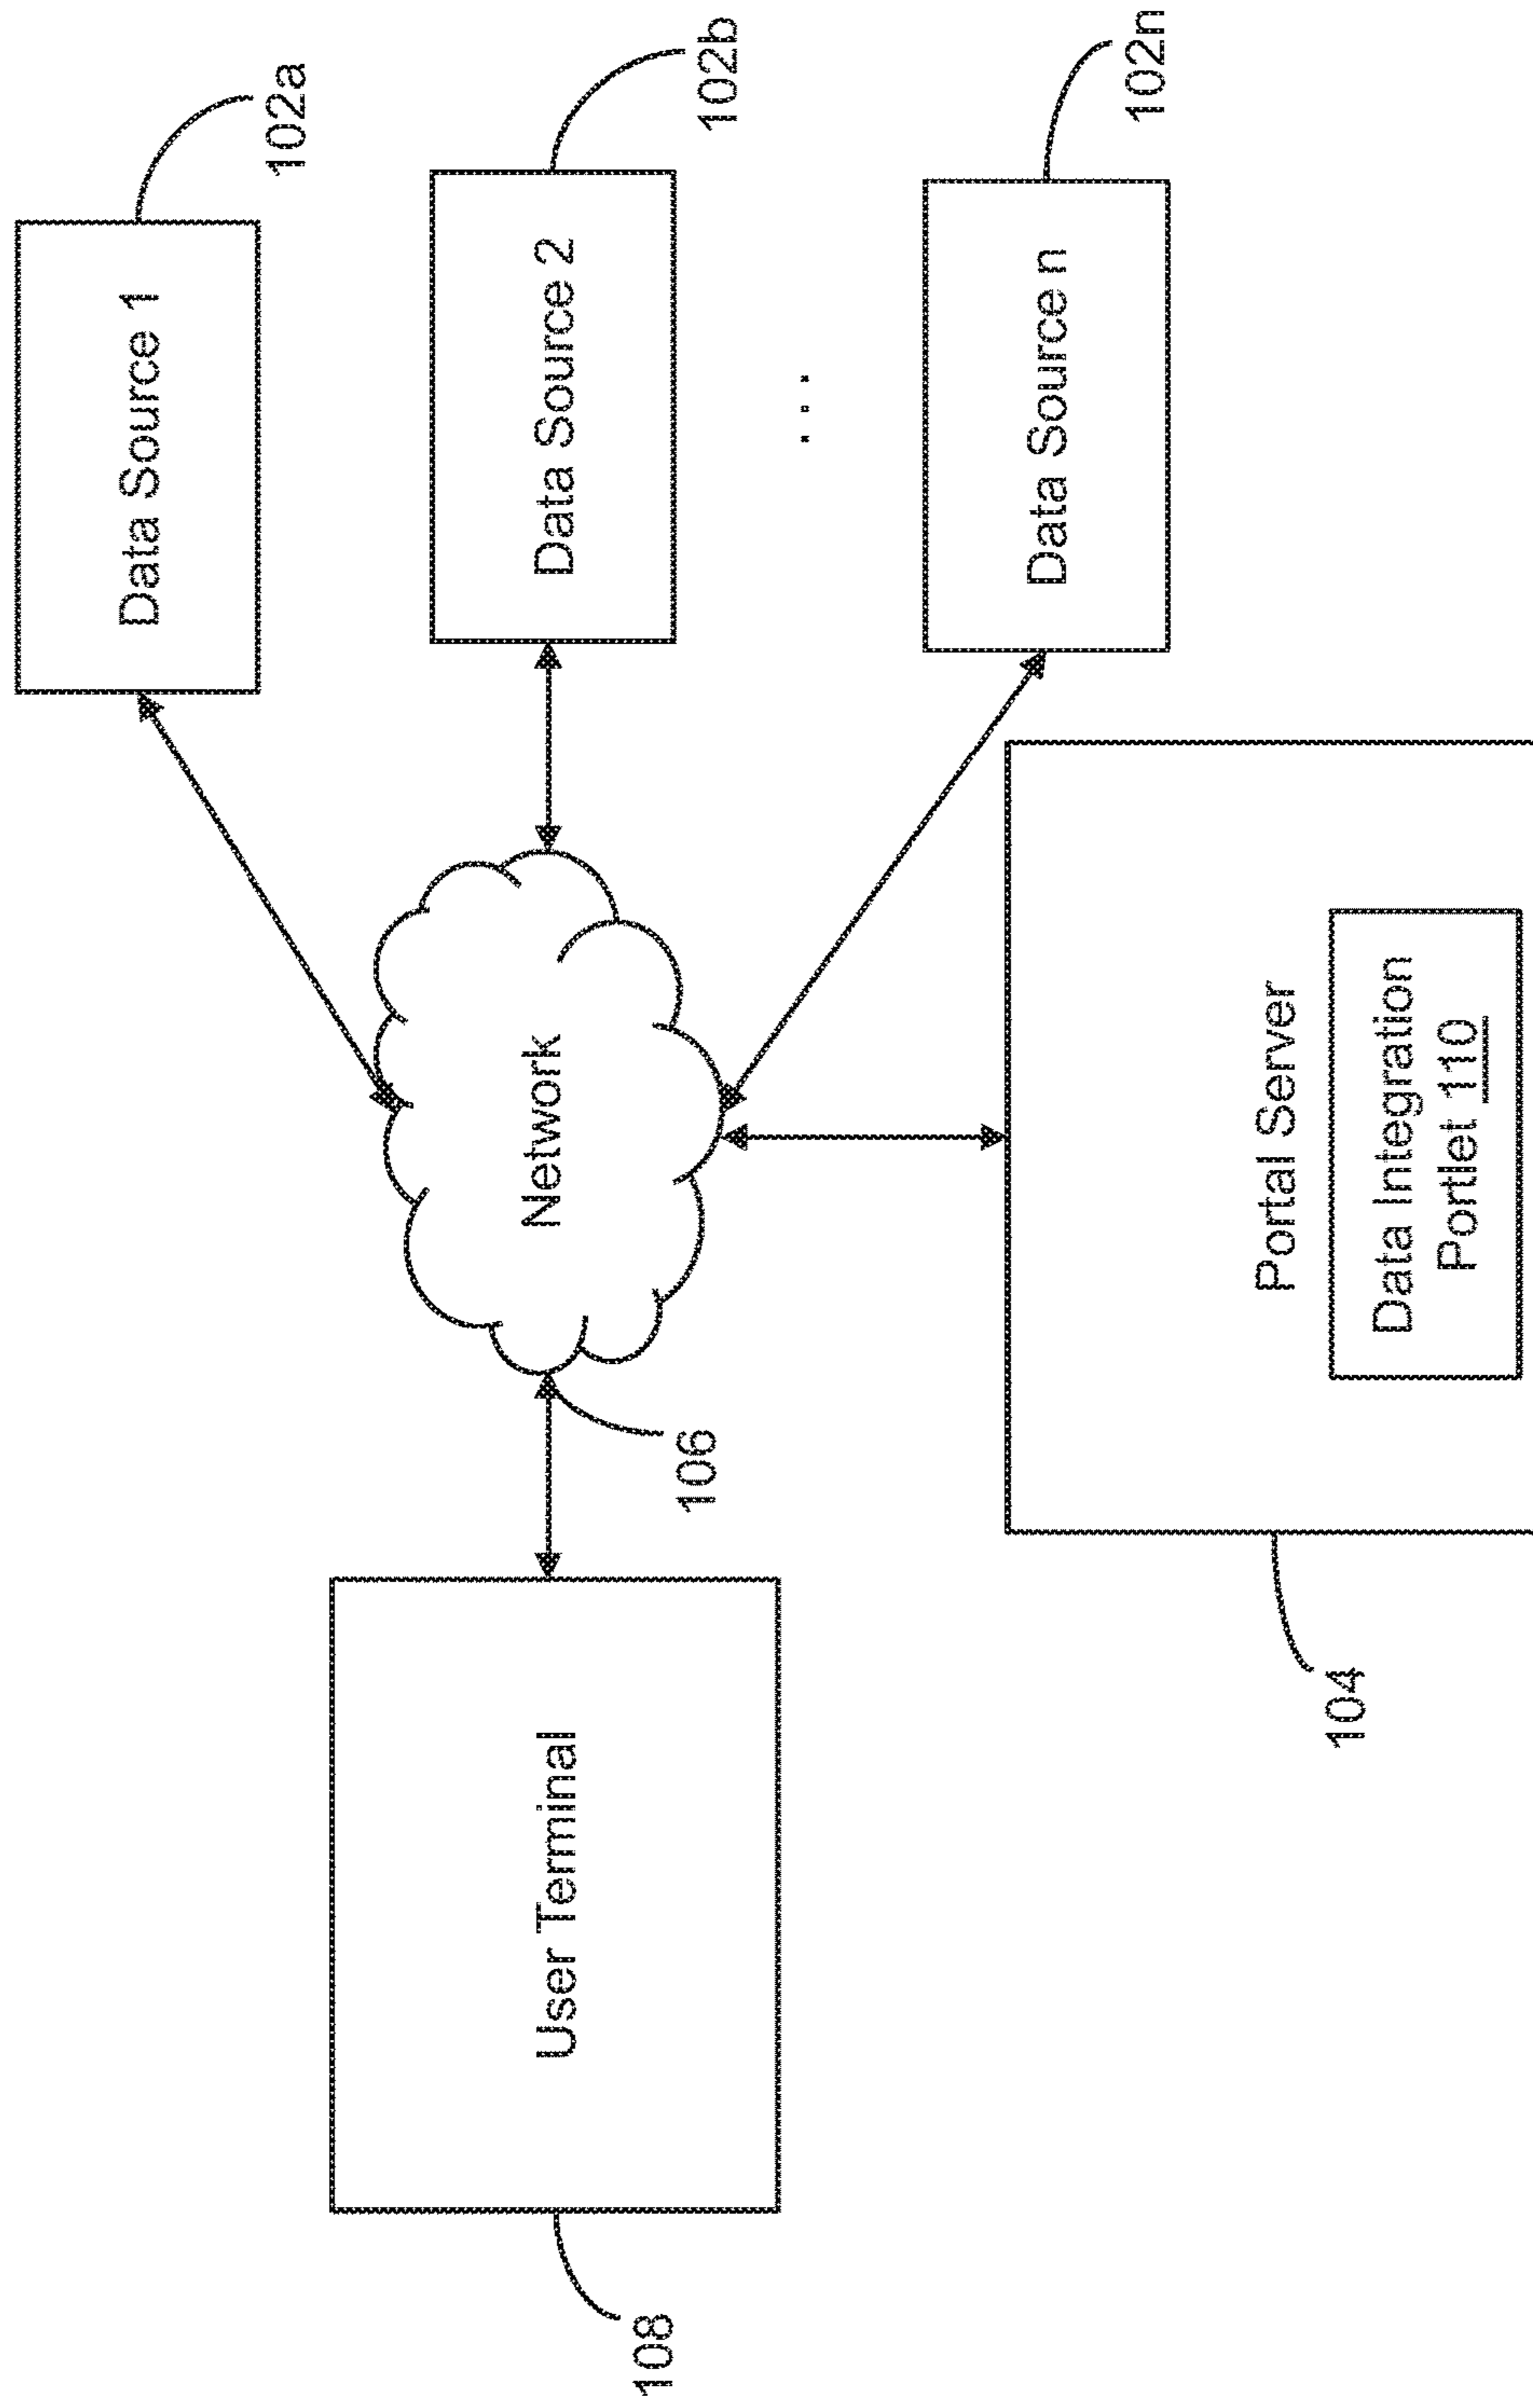 Data Source 1
102a
Data Source 2
102b
. . .
Data Source n
102n
Network
106
User Terminal
108
Portal Server
Data Integration
Portlet 110
104